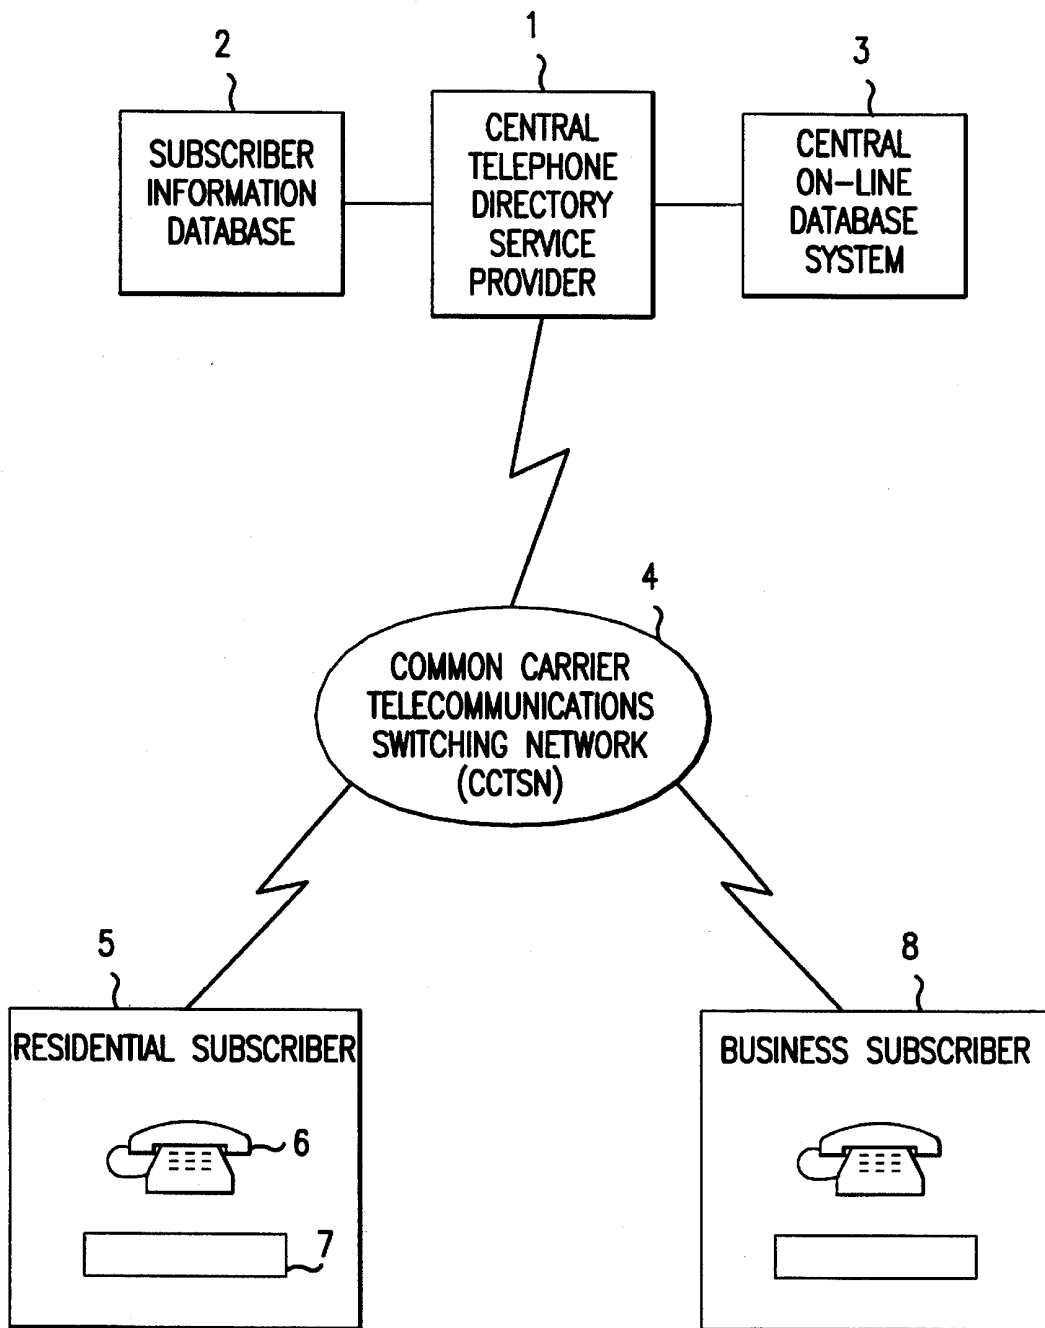 2
1
3
SUBSCRIBER
INFORMATION
DATABASE
CENTRAL
TELEPHONE
DIRECTORY
SERVICE
PROVIDER
CENTRAL
ON-LINE
DATABASE
SYSTEM
4
COMMON CARRIER
TELECOMMUNICATIONS
SWITCHING NETWORK
(CCTSN)
5
RESIDENTIAL SUBSCRIBER
6
7
8
BUSINESS SUBSCRIBER